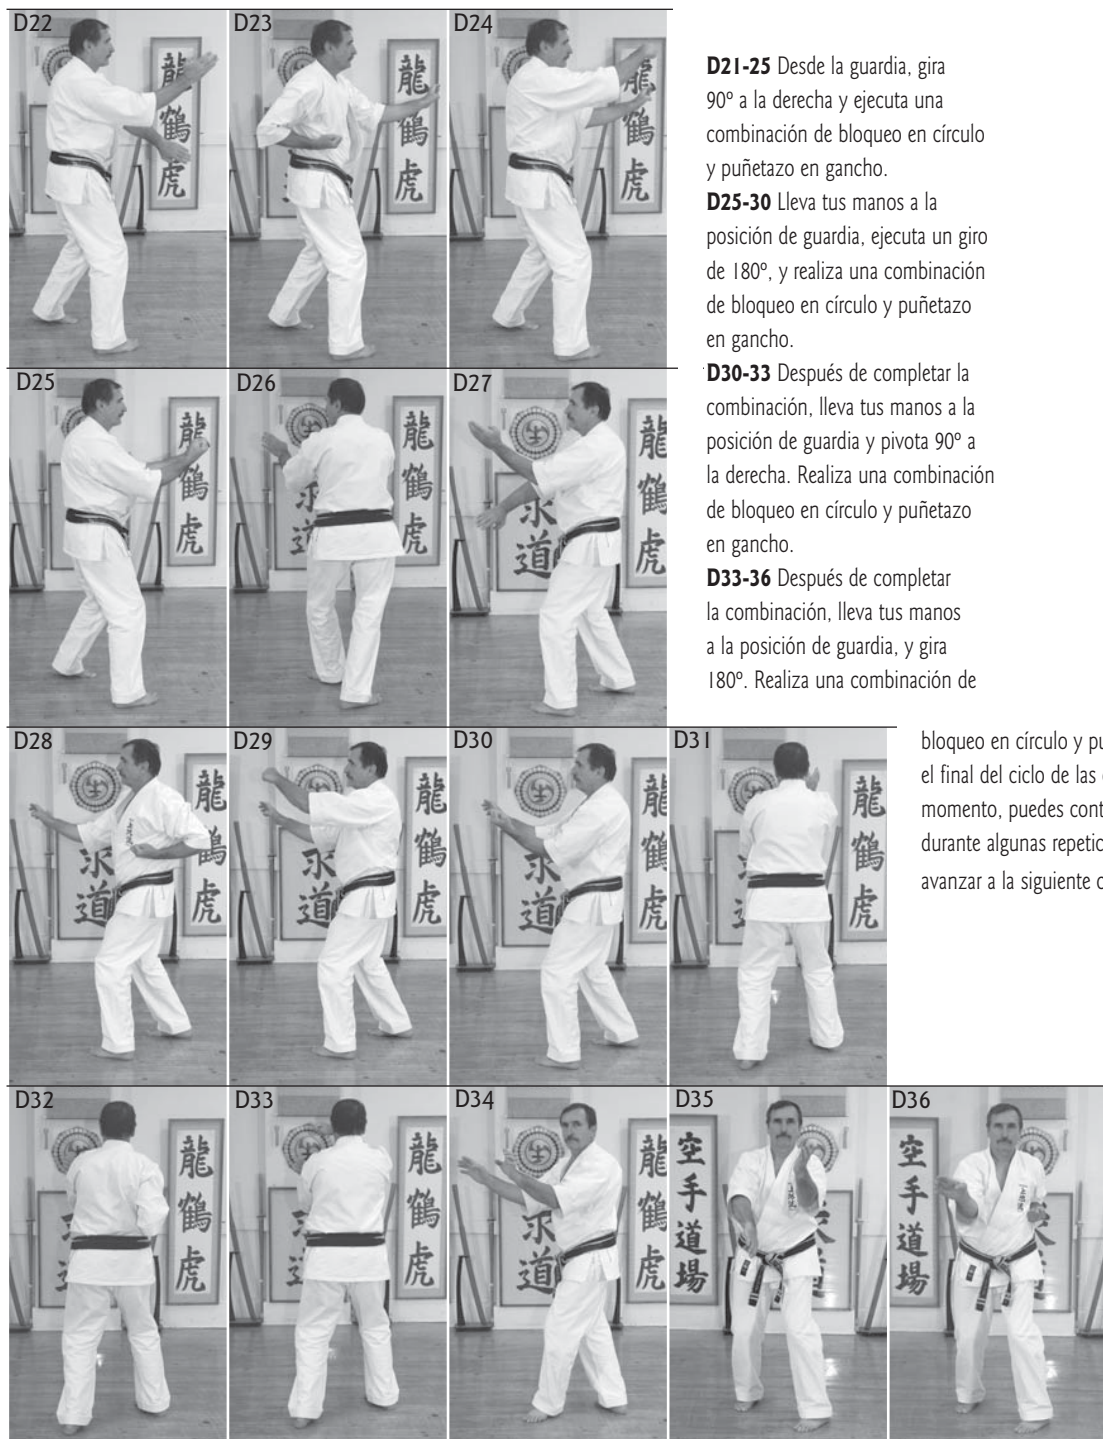 D22
D23
D24
D21-25 Desde la guardia, gira
90º a la derecha y ejecuta una
combinación de bloqueo en círculo
y puñetazo en gancho.
D25-30 Lleva tus manos a la
posición de guardia, ejecuta un giro
de 180º, y realiza una combinación
de bloqueo en círculo y puñetazo
en gancho.
D30-33 Después de completar la
combinación, lleva tus manos a la
posición de guardia y pivota 90º a
la derecha. Realiza una combinación
de bloqueo en círculo y puñetazo
en gancho.
D33-36 Después de completar
la combinación, lleva tus manos
a la posición de guardia, y gira
180º. Realiza una combinación de
D25
D26
D27
D28
D29
D30
D31
bloqueo en círculo y
el final del ciclo de las
momento, puedes
durante algunas
avanzar a la siguiente
D32
D33
D34
D35
D36
龍鶴虎
求道
空手道場